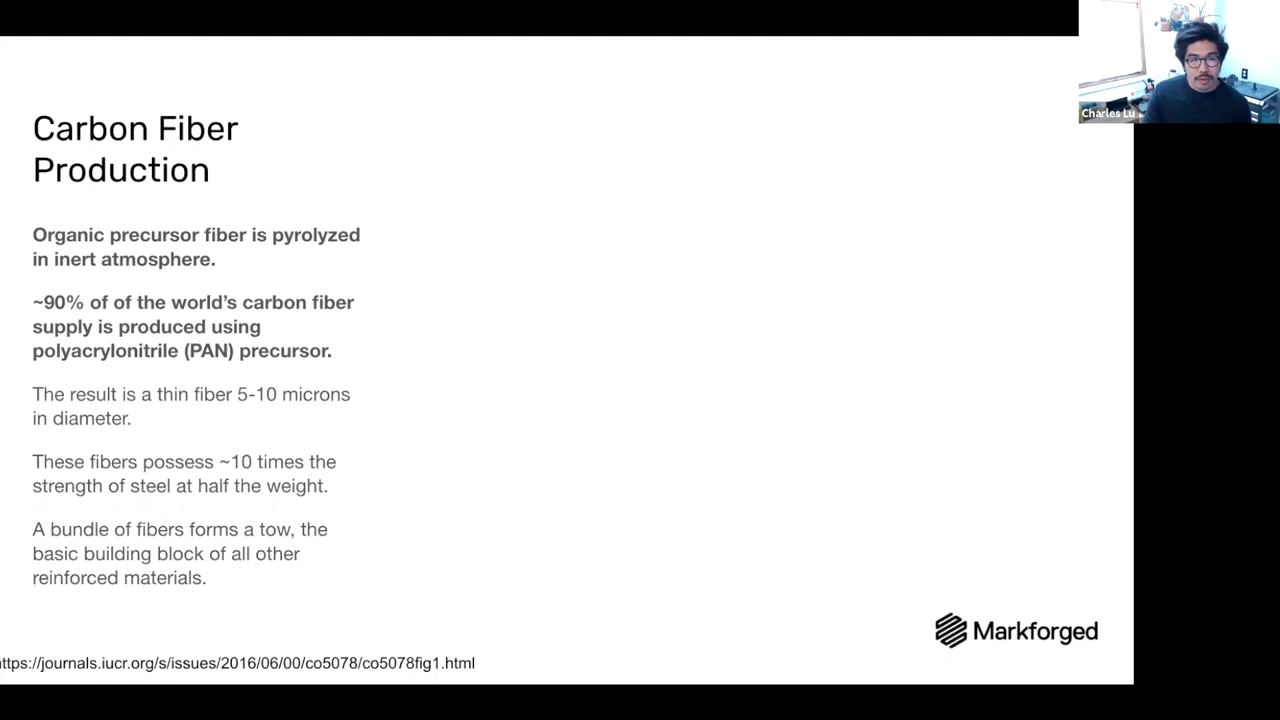 Charles Lu
Carbon Fiber
Production
Organic precursor fiber is pyrolyzed
in inert atmosphere.
~90% of of the world's carbon fiber
supply is produced using
polyacrylonitrile (PAN) precursor.
The result is a thin fiber 5-10 microns
in diameter.
These fibers possess ~10 times the
strength of steel at half the weight.
A bundle of fibers forms a tow, the
basic building block of all other
reinforced materials.
Markforged
ttps://journals.iucr.org/s/issues/2016/06/00/co5078/co5078fig1.html